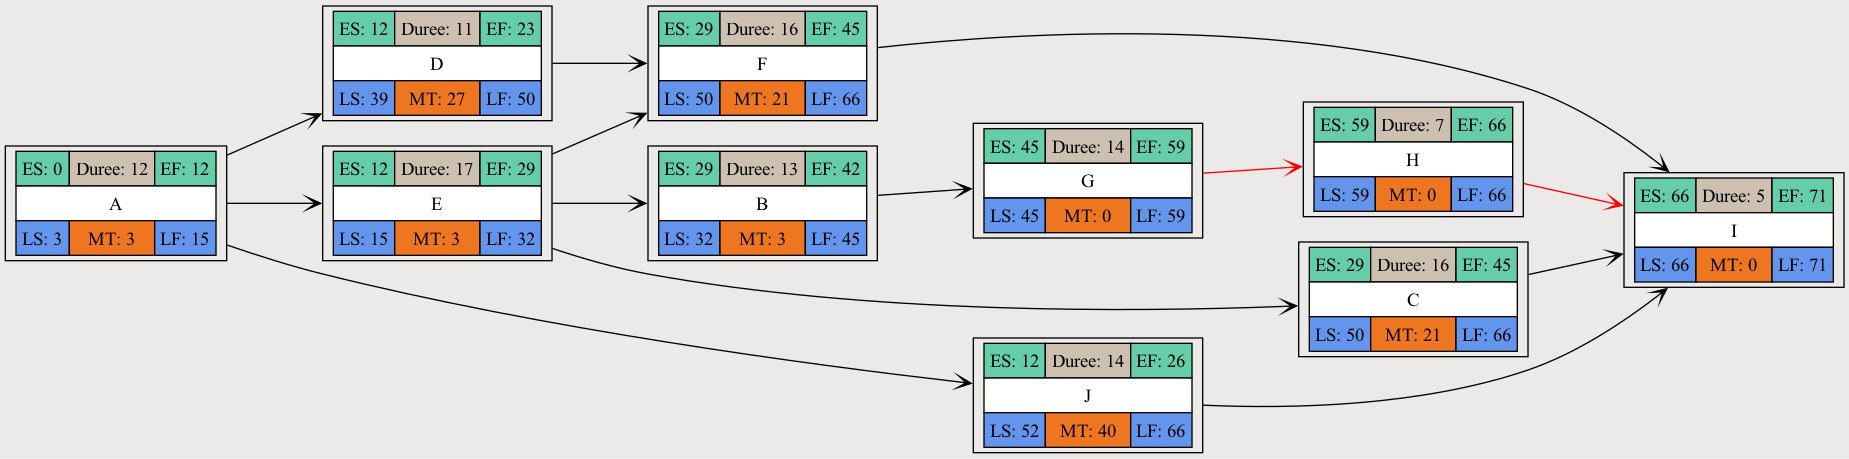 ES: 12 Duree: 11 EF: 23
D
LS: 39 MT: 27 LF: 50
ES: 29 Duree: 16 EF: 45
F
LS: 50 MT: 21 LF: 66
ES: 0 Duree: 12 EF: 12
A
LS: 3 MT: 3 LF: 15
ES: 12 Duree: 17 EF: 29
E
LS: 15 MT: 3 LF: 32
ES: 29 Duree: 13 EF: 42
B
LS: 32 MT: 3 LF: 45
ES: 45 Duree: 14 EF: 59
G
LS: 45 MT: 0 LF: 59
ES: 59 Duree: 7 EF: 66
H
LS: 59 MT: 0 LF: 66
ES: 66 Duree: 5 EF: 71
I
LS: 66 MT: 0 LF: 71
ES: 29 Duree: 16 EF: 45
C
LS: 50 MT: 21 LF: 66
ES: 12 Duree: 14 EF: 26
J
LS: 52 MT: 40 LF: 66